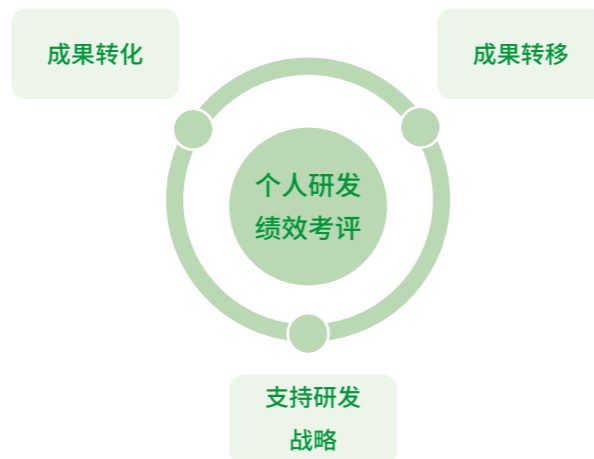 成果转化
成果转移
个人研发
绩效考评
支持研发
战略